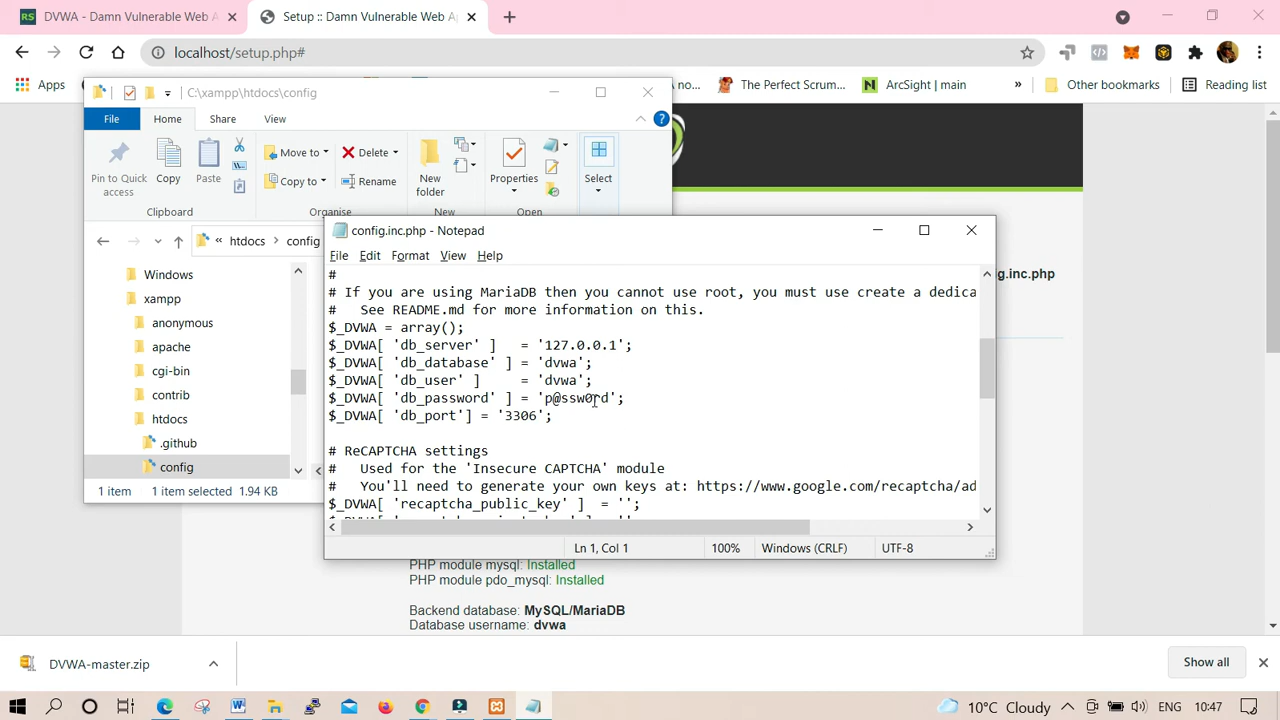 DVWA - Damn Vulnerable Web A
Setup :: Damn Vulnerable Web Ap
localhost/setup.php#
Apps
no...
The Perfect Scrum...
ArcSight | main
»
Other bookmarks
Reading list
C:\xampp\htdocs\config
File
Home
Share
View
Pin to Quick access
Copy
Paste
Move to
Copy to
Delete
Rename
New folder
Properties
Select
Clipboard
Organise
New
Open
« htdocs > config
Windows
xampp
anonymous
apache
cgi-bin
contrib
htdocs
.github
config
1 item
1 item selected 1.94 KB
config.inc.php - Notepad
File Edit Format View Help
#
# If you are using MariaDB then you cannot use root, you must use create a dedica
#   See README.md for more information on this.
$_DVWA = array();
$_DVWA[ 'db_server' ]   = '127.0.0.1';
$_DVWA[ 'db_database' ] = 'dvwa';
$_DVWA[ 'db_user' ]     = 'dvwa';
$_DVWA[ 'db_password' ] = 'p@ssw0rd';
$_DVWA[ 'db_port'] = '3306';
# ReCAPTCHA settings
#   Used for the 'Insecure CAPTCHA' module
#   You'll need to generate your own keys at: https://www.google.com/recaptcha/ad
$_DVWA[ 'recaptcha_public_key' ]  = '';
Ln 1, Col 1
100%
Windows (CRLF)
UTF-8
g.inc.php
PHP module mysql: Installed
PHP module pdo_mysql: Installed
Backend database: MySQL/MariaDB
Database username: dvwa
DVWA-master.zip
Show all
10°C Cloudy
ENG
10:47